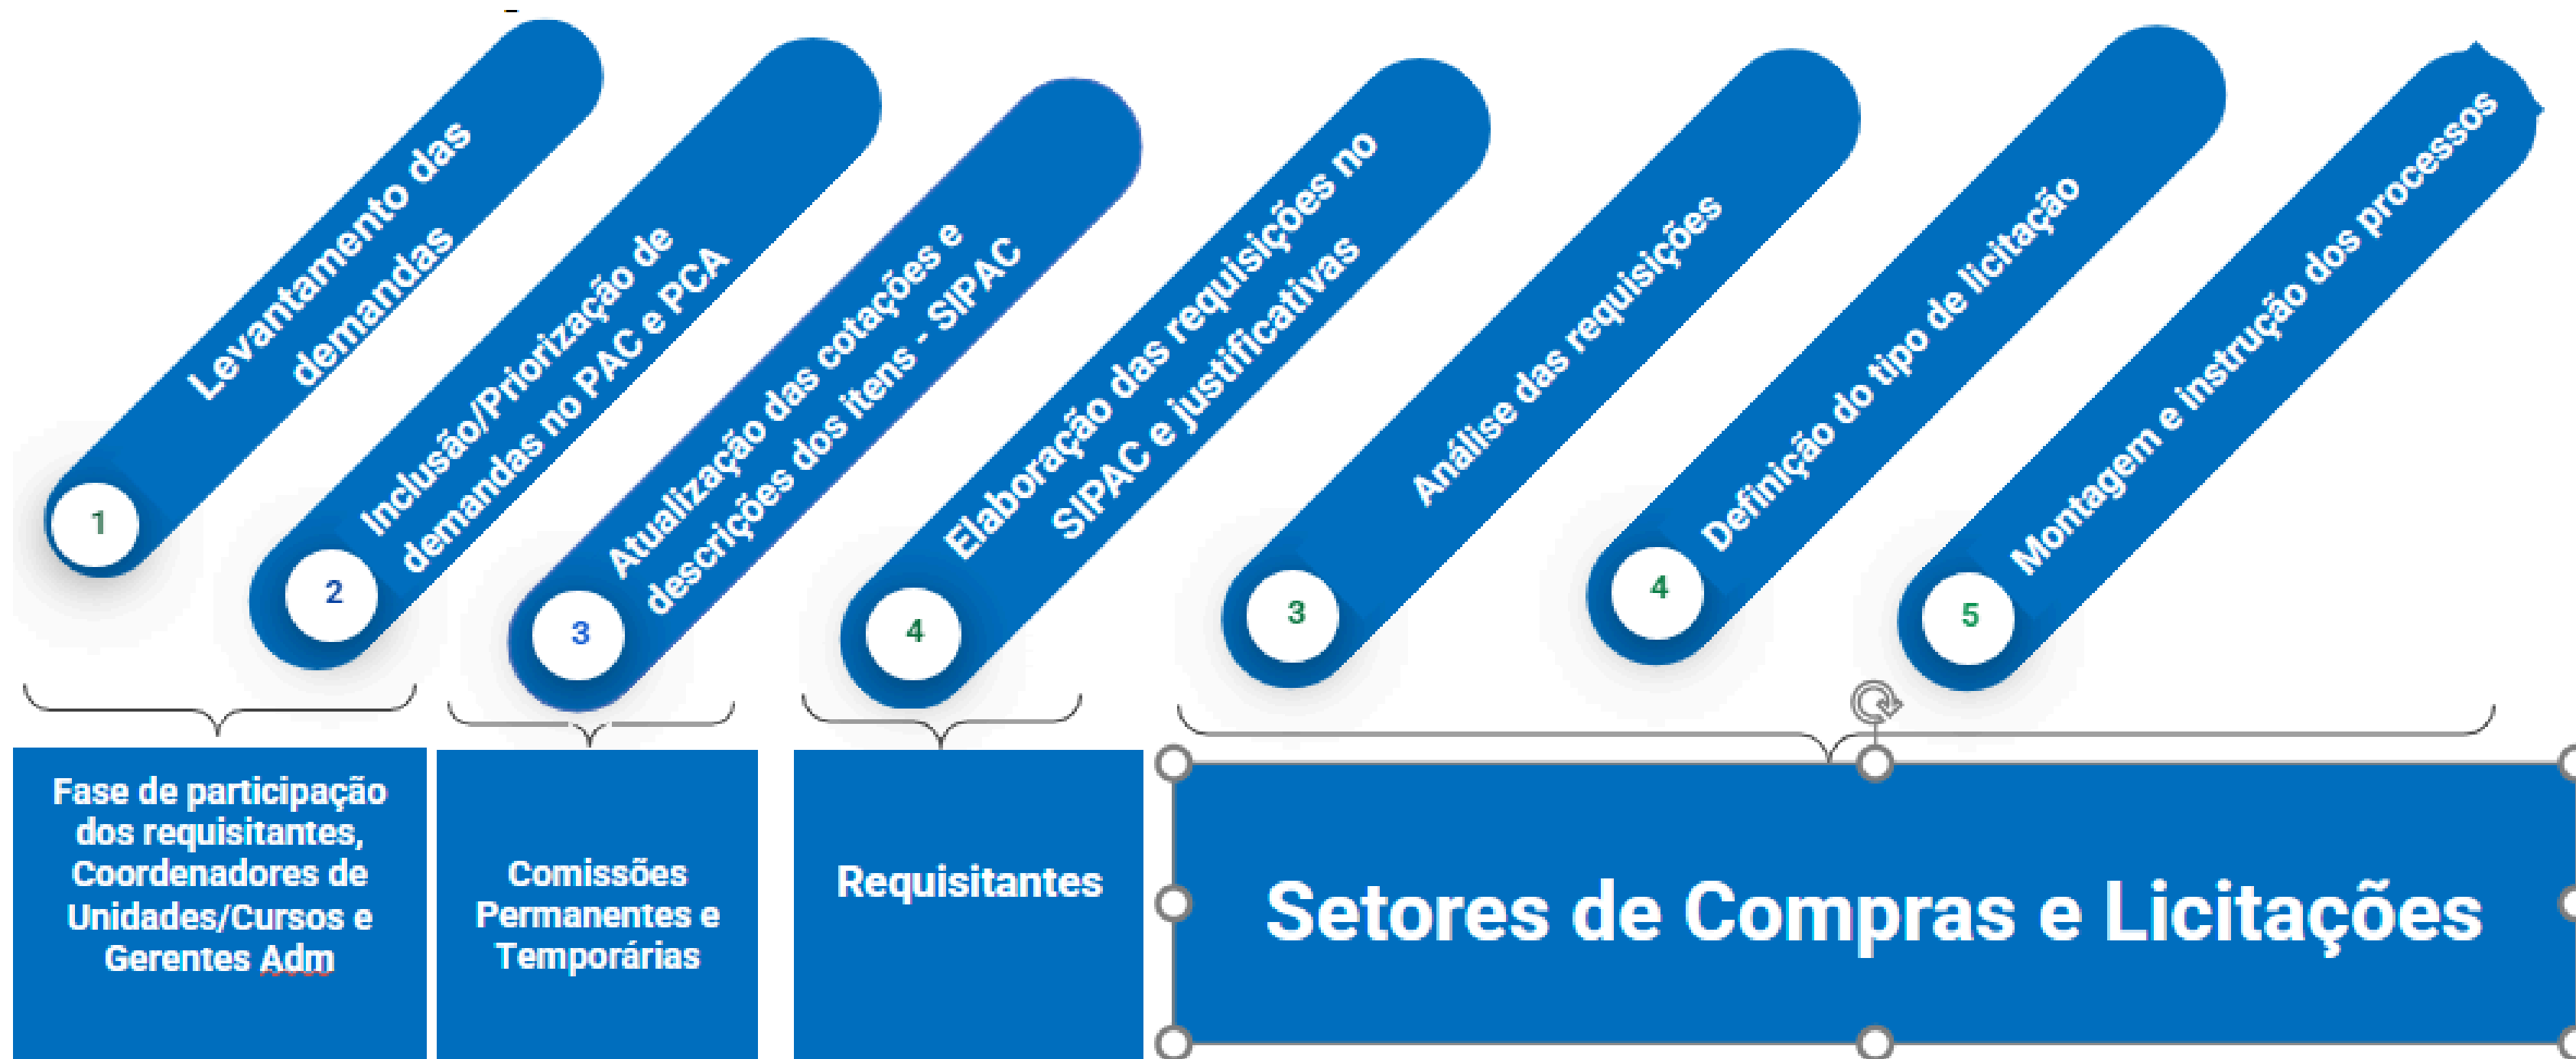 Levantamento das
demandas
1
Inclusão/Priorização de
demandas no PAC e PCA
2
Atualização das cotações e
descrições dos itens - SIPAC
3
Elaboração das requisições no
SIPAC e justificativas
4
Análise das requisições
3
Definição do tipo de licitação
4
Montagem e instrução dos processos
5
Fase de participação
dos requisitantes,
Coordenadores de
Unidades/Cursos e
Gerentes Adm
Comissões
Permanentes e
Temporárias
Requisitantes
Setores de Compras e Licitações